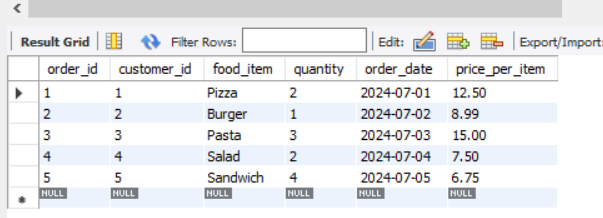 Result Grid Filter Rows: Edit: Export/Import:
order_id customer_id food_item quantity order_date price_per_item
1 1 Pizza 2 2024-07-01 12.50
2 2 Burger 1 2024-07-02 8.99
3 3 Pasta 3 2024-07-03 15.00
4 4 Salad 2 2024-07-04 7.50
5 5 Sandwich 4 2024-07-05 6.75
NULL NULL NULL NULL NULL NULL